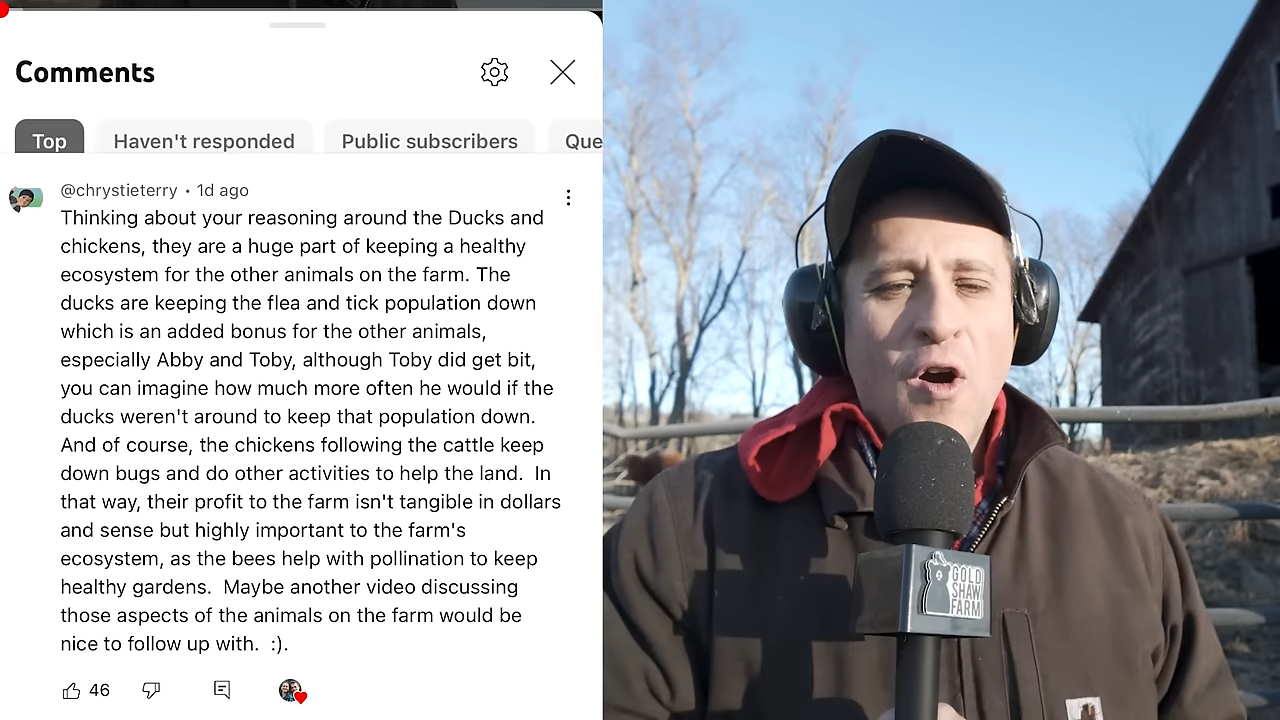 Comments
Top
Haven't responded
Public subscribers
Que
@chrystieterry • 1d ago
Thinking about your reasoning around the Ducks and
chickens, they are a huge part of keeping a healthy
ecosystem for the other animals on the farm. The
ducks are keeping the flea and tick population down
which is an added bonus for the other animals,
especially Abby and Toby, although Toby did get bit,
you can imagine how much more often he would if the
ducks weren't around to keep that population down.
And of course, the chickens following the cattle keep
down bugs and do other activities to help the land.  In
that way, their profit to the farm isn't tangible in dollars
and sense but highly important to the farm's
ecosystem, as the bees help with pollination to keep
healthy gardens.  Maybe another video discussing
those aspects of the animals on the farm would be
nice to follow up with.  :).
46
GOLD
SHAW
FARM